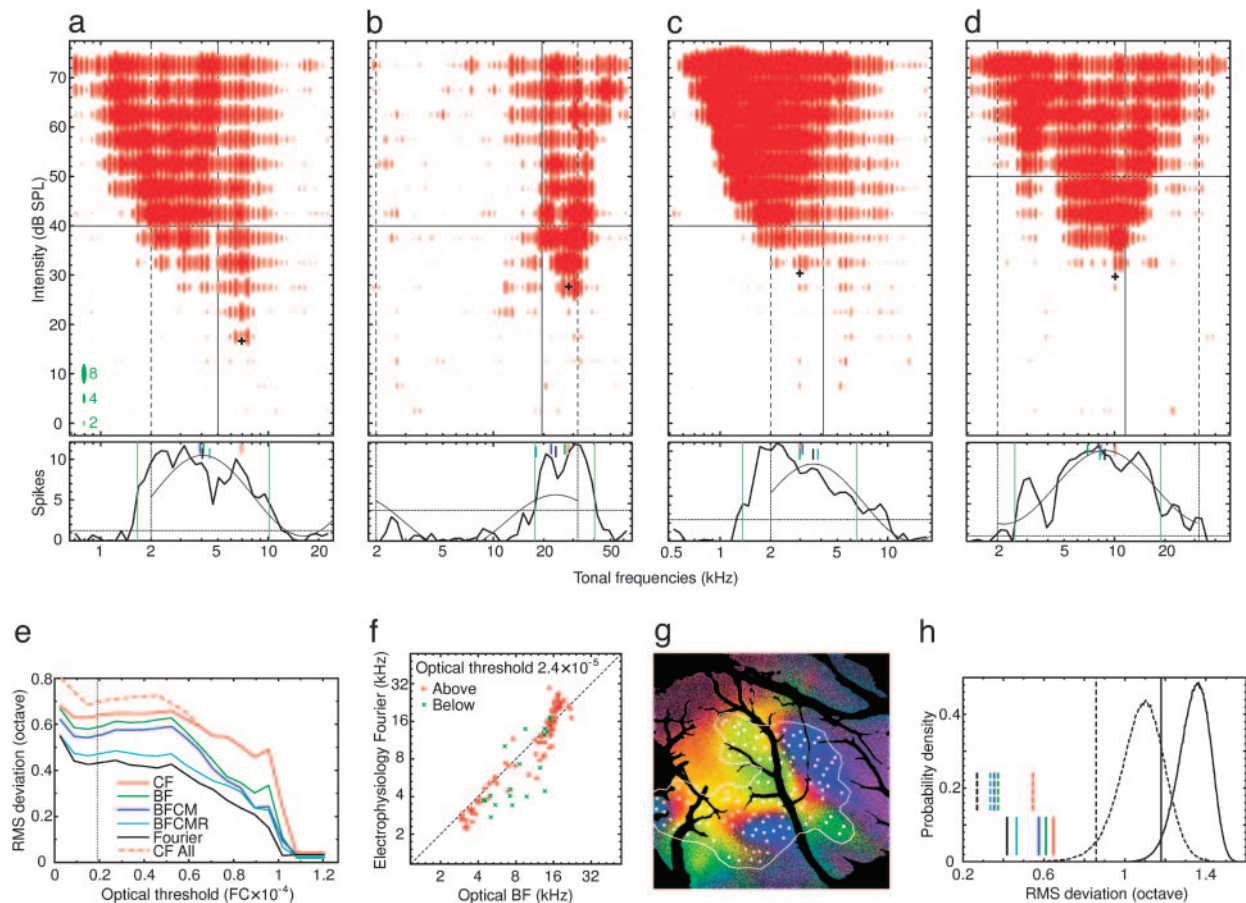 a
b
c
d
Intensity (dB SPL)
70
60
50
40
30
20
10
0
8
4
2
Spikes
10
5
0
1 2 5 10 20
2 5 10 20 50
0.5 1 2 5 10
2 5 10 20
Tonal frequencies (kHz)
e
RMS deviation (octave)
0.8
0.6
0.4
0.2
0
CF
BF
BFCM
BFCMR
Fourier
CF All
0 0.2 0.4 0.6 0.8 1.0 1.2
Optical threshold (FC×10⁻⁴)
f
Electrophysiology Fourier (kHz)
Optical threshold 2.4×10⁻⁵
Above
Below
32
16
8
4
2
2 4 8 16 32
Optical BF (kHz)
g
h
Probability density
0.4
0.2
0
0.2 0.6 1.0 1.4
RMS deviation (octave)